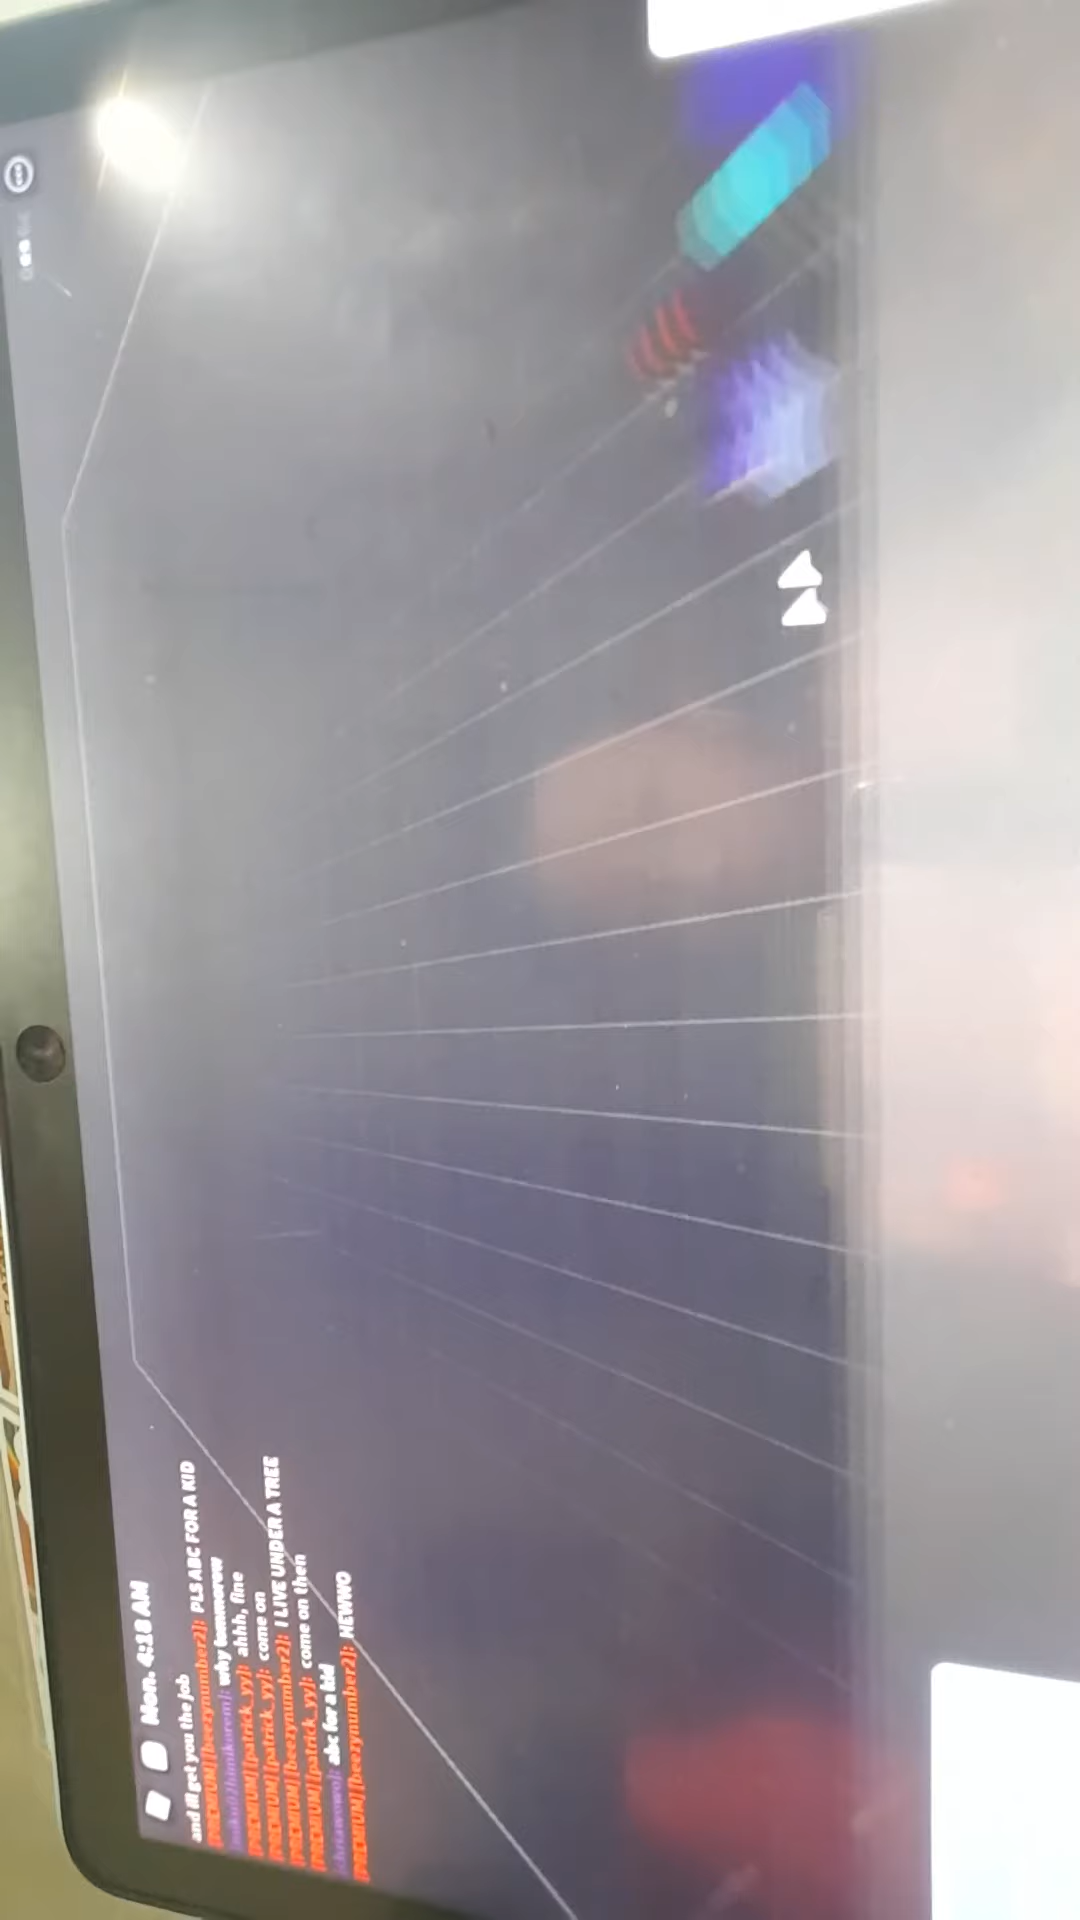 Mon. 4:18 AM
and ill get you the job
[PREMIUM][beezynumber2]: PLS ABC FOR A KID
why tommorow
[PREMIUM][patrick_yy]: ahhh, fine
[PREMIUM][patrick_yy]: come on
[PREMIUM][beezynumber2]: I LIVE UNDER A TREE
[PREMIUM][patrick_yy]: come on then
abc for a kid
[PREMIUM][beezynumber2]: HEWWO